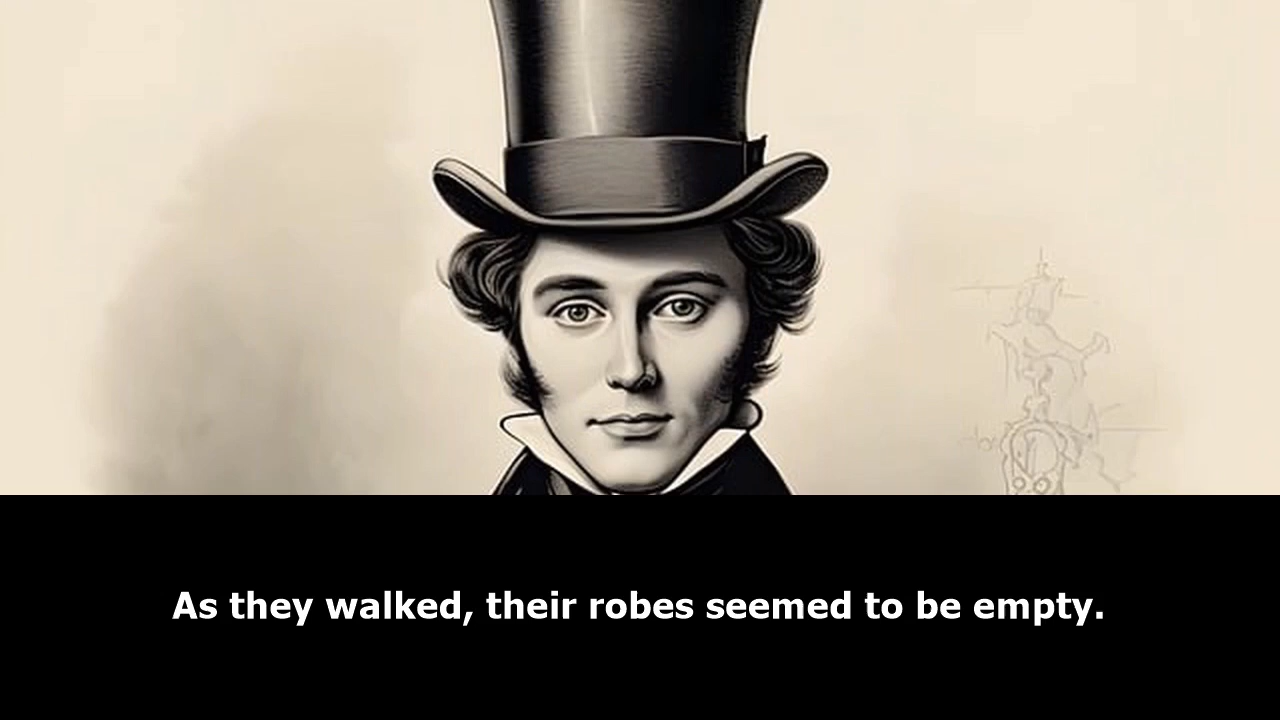 As they walked, their robes seemed to be empty.